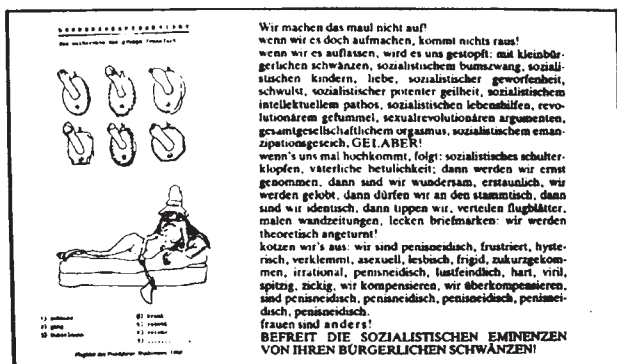 Wir machen das maul nicht auf!
wenn wir es doch aufmachen, kommt nichts raus!
wenn wir es auflassen, wird es uns gestopft: mit kleinbür-
gerlichen schwänzen, sozialistischem bumszwang, soziali-
stischen kindern, liebe, sozialistischer geworfenheit,
schwulst, sozialistischer potenter geilheit, sozialistischem
intellektuellem pathos, sozialistischen lebenshilfen, revo-
lutionärem gefummel, sexualrevolutionären argumenten,
gesamtgesellschaftlichem orgasmus, sozialistischem eman-
zipationsgeseich, GELABER!
wenn's uns mal hochkommt, folgt: sozialistisches schulter-
klopfen, väterliche betulichkeit; dann werden wir ernst
genommen, dann sind wir wundersam, erstaunlich, wir
werden gelobt, dann dürfen wir an den stammtisch, dann
sind wir identisch, dann tippen wir, verteilen flugblätter,
malen wandzeitungen, lecken briefmarken: wir werden
theoretisch angeturnt!
kotzen wir's aus: wir sind penisneidisch, frustriert, hyste-
risch, verklemmt, asexuell, lesbisch, frigid, zukurzgekom-
men, irrational, penisneidisch, lustfeindlich, hart, viril,
spitzig, zickig, wir kompensieren, wir überkompensieren,
sind penisneidisch, penisneidisch, penisneidisch, penisnei-
disch, penisneidisch.
frauen sind anders!
BEFREIT DIE SOZIALISTISCHEN EMINENZEN
VON IHREN BÜRGERLICHEN SCHWÄNZEN!